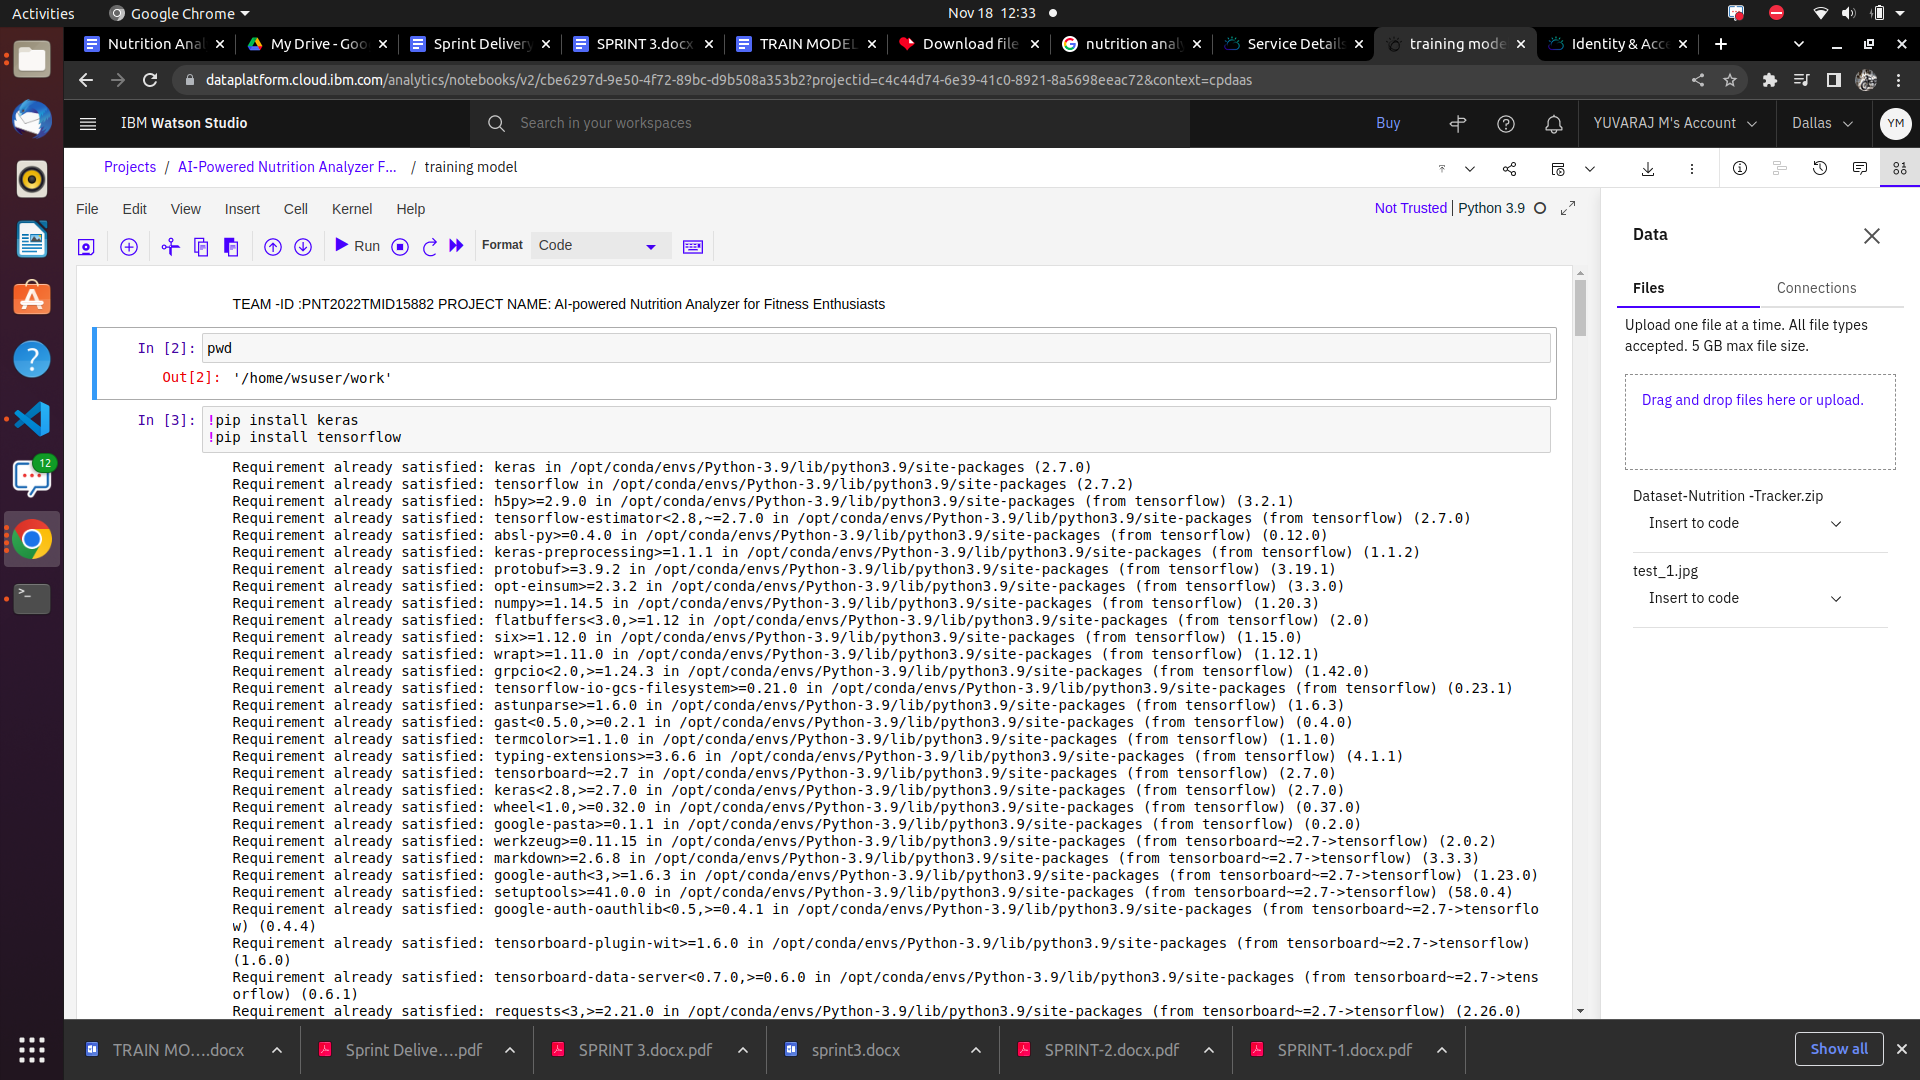 Activities
Google Chrome
Nov 18 12:33
Nutrition Anal
My Drive - Goo
Sprint Delivery
SPRINT 3.docx
TRAIN MODEL
Download file
nutrition analy
Service Details
training mode
Identity & Acce
dataplatform.cloud.ibm.com/analytics/notebooks/v2/cbe6297d-9e50-4f72-89bc-d9b508a353b2?projectid=c4c44d74-6e39-41c0-8921-8a5698eeac72&context=cpdaas
IBM Watson Studio
Search in your workspaces
Buy
YUVARAJ M's Account
Dallas
YM
Projects / AI-Powered Nutrition Analyzer F... / training model
File Edit View Insert Cell Kernel Help
Not Trusted | Python 3.9
Run
Format
Code
TEAM -ID :PNT2022TMID15882 PROJECT NAME: AI-powered Nutrition Analyzer for Fitness Enthusiasts
In [2]: pwd
Out[2]: '/home/wsuser/work'
In [3]: !pip install keras
!pip install tensorflow
Requirement already satisfied: keras in /opt/conda/envs/Python-3.9/lib/python3.9/site-packages (2.7.0)
Requirement already satisfied: tensorflow in /opt/conda/envs/Python-3.9/lib/python3.9/site-packages (2.7.2)
Requirement already satisfied: h5py>=2.9.0 in /opt/conda/envs/Python-3.9/lib/python3.9/site-packages (from tensorflow) (3.2.1)
Requirement already satisfied: tensorflow-estimator<2.8,~=2.7.0 in /opt/conda/envs/Python-3.9/lib/python3.9/site-packages (from tensorflow) (2.7.0)
Requirement already satisfied: absl-py>=0.4.0 in /opt/conda/envs/Python-3.9/lib/python3.9/site-packages (from tensorflow) (0.12.0)
Requirement already satisfied: keras-preprocessing>=1.1.1 in /opt/conda/envs/Python-3.9/lib/python3.9/site-packages (from tensorflow) (1.1.2)
Requirement already satisfied: protobuf>=3.9.2 in /opt/conda/envs/Python-3.9/lib/python3.9/site-packages (from tensorflow) (3.19.1)
Requirement already satisfied: opt-einsum>=2.3.2 in /opt/conda/envs/Python-3.9/lib/python3.9/site-packages (from tensorflow) (3.3.0)
Requirement already satisfied: numpy>=1.14.5 in /opt/conda/envs/Python-3.9/lib/python3.9/site-packages (from tensorflow) (1.20.3)
Requirement already satisfied: flatbuffers<3.0,>=1.12 in /opt/conda/envs/Python-3.9/lib/python3.9/site-packages (from tensorflow) (2.0)
Requirement already satisfied: six>=1.12.0 in /opt/conda/envs/Python-3.9/lib/python3.9/site-packages (from tensorflow) (1.15.0)
Requirement already satisfied: wrapt>=1.11.0 in /opt/conda/envs/Python-3.9/lib/python3.9/site-packages (from tensorflow) (1.12.1)
Requirement already satisfied: grpcio<2.0,>=1.24.3 in /opt/conda/envs/Python-3.9/lib/python3.9/site-packages (from tensorflow) (1.42.0)
Requirement already satisfied: tensorflow-io-gcs-filesystem>=0.21.0 in /opt/conda/envs/Python-3.9/lib/python3.9/site-packages (from tensorflow) (0.23.1)
Requirement already satisfied: astunparse>=1.6.0 in /opt/conda/envs/Python-3.9/lib/python3.9/site-packages (from tensorflow) (1.6.3)
Requirement already satisfied: gast<0.5.0,>=0.2.1 in /opt/conda/envs/Python-3.9/lib/python3.9/site-packages (from tensorflow) (0.4.0)
Requirement already satisfied: termcolor>=1.1.0 in /opt/conda/envs/Python-3.9/lib/python3.9/site-packages (from tensorflow) (1.1.0)
Requirement already satisfied: typing-extensions>=3.6.6 in /opt/conda/envs/Python-3.9/lib/python3.9/site-packages (from tensorflow) (4.1.1)
Requirement already satisfied: tensorboard~=2.7 in /opt/conda/envs/Python-3.9/lib/python3.9/site-packages (from tensorflow) (2.7.0)
Requirement already satisfied: keras<2.8,>=2.7.0 in /opt/conda/envs/Python-3.9/lib/python3.9/site-packages (from tensorflow) (2.7.0)
Requirement already satisfied: wheel<1.0,>=0.32.0 in /opt/conda/envs/Python-3.9/lib/python3.9/site-packages (from tensorflow) (0.37.0)
Requirement already satisfied: google-pasta>=0.1.1 in /opt/conda/envs/Python-3.9/lib/python3.9/site-packages (from tensorflow) (0.2.0)
Requirement already satisfied: werkzeug>=0.11.15 in /opt/conda/envs/Python-3.9/lib/python3.9/site-packages (from tensorboard~=2.7->tensorflow) (2.0.2)
Requirement already satisfied: markdown>=2.6.8 in /opt/conda/envs/Python-3.9/lib/python3.9/site-packages (from tensorboard~=2.7->tensorflow) (3.3.3)
Requirement already satisfied: google-auth<3,>=1.6.3 in /opt/conda/envs/Python-3.9/lib/python3.9/site-packages (from tensorboard~=2.7->tensorflow) (1.23.0)
Requirement already satisfied: setuptools>=41.0.0 in /opt/conda/envs/Python-3.9/lib/python3.9/site-packages (from tensorboard~=2.7->tensorflow) (58.0.4)
Requirement already satisfied: google-auth-oauthlib<0.5,>=0.4.1 in /opt/conda/envs/Python-3.9/lib/python3.9/site-packages (from tensorboard~=2.7->tensorflo
w) (0.4.4)
Requirement already satisfied: tensorboard-plugin-wit>=1.6.0 in /opt/conda/envs/Python-3.9/lib/python3.9/site-packages (from tensorboard~=2.7->tensorflow)
(1.6.0)
Requirement already satisfied: tensorboard-data-server<0.7.0,>=0.6.0 in /opt/conda/envs/Python-3.9/lib/python3.9/site-packages (from tensorboard~=2.7->tens
orflow) (0.6.1)
Requirement already satisfied: requests<3,>=2.21.0 in /opt/conda/envs/Python-3.9/lib/python3.9/site-packages (from tensorboard~=2.7->tensorflow) (2.26.0)
Data
Files
Connections
Upload one file at a time. All file types
accepted. 5 GB max file size.
Drag and drop files here or upload.
Dataset-Nutrition -Tracker.zip
Insert to code
test_1.jpg
Insert to code
12
TRAIN MO....docx
Sprint Delive....pdf
SPRINT 3.docx.pdf
sprint3.docx
SPRINT-2.docx.pdf
SPRINT-1.docx.pdf
Show all